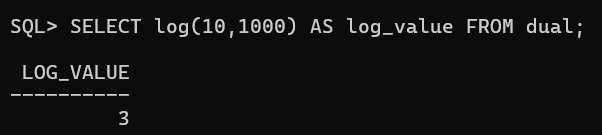 SQL> SELECT log(10,1000) AS log_value FROM dual;
LOG_VALUE
----------
3